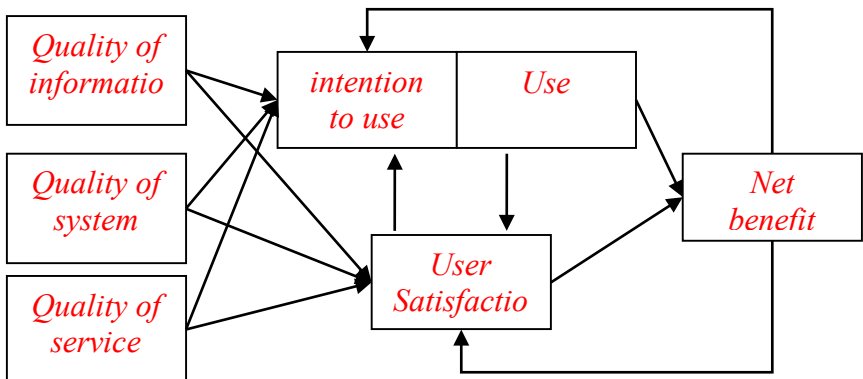 Quality of
informatio
intention
to use
Use
Quality of
system
Net
benefit
User
Satisfactio
Quality of
service